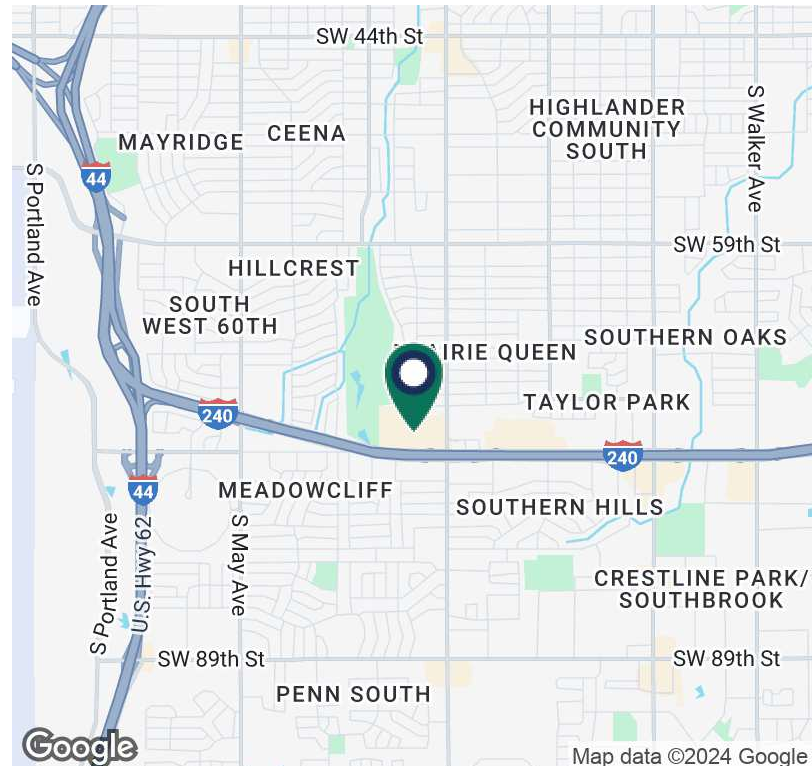 SW 44th St
HIGHLANDER
COMMUNITY
SOUTH
S Walker Ave
MAYRIDGE
CEENA
44
S Portland Ave
SW 59th St
HILLCREST
SOUTH
WEST 60TH
AIRIE QUEEN
SOUTHERN OAKS
TAYLOR PARK
240
240
44
MEADOWCLIFF
SOUTHERN HILLS
S Portland Ave
U.S. Hwy 62
S May Ave
CRESTLINE PARK/
SOUTHBROOK
SW 89th St
SW 89th St
PENN SOUTH
Google
Map data ©2024 Google